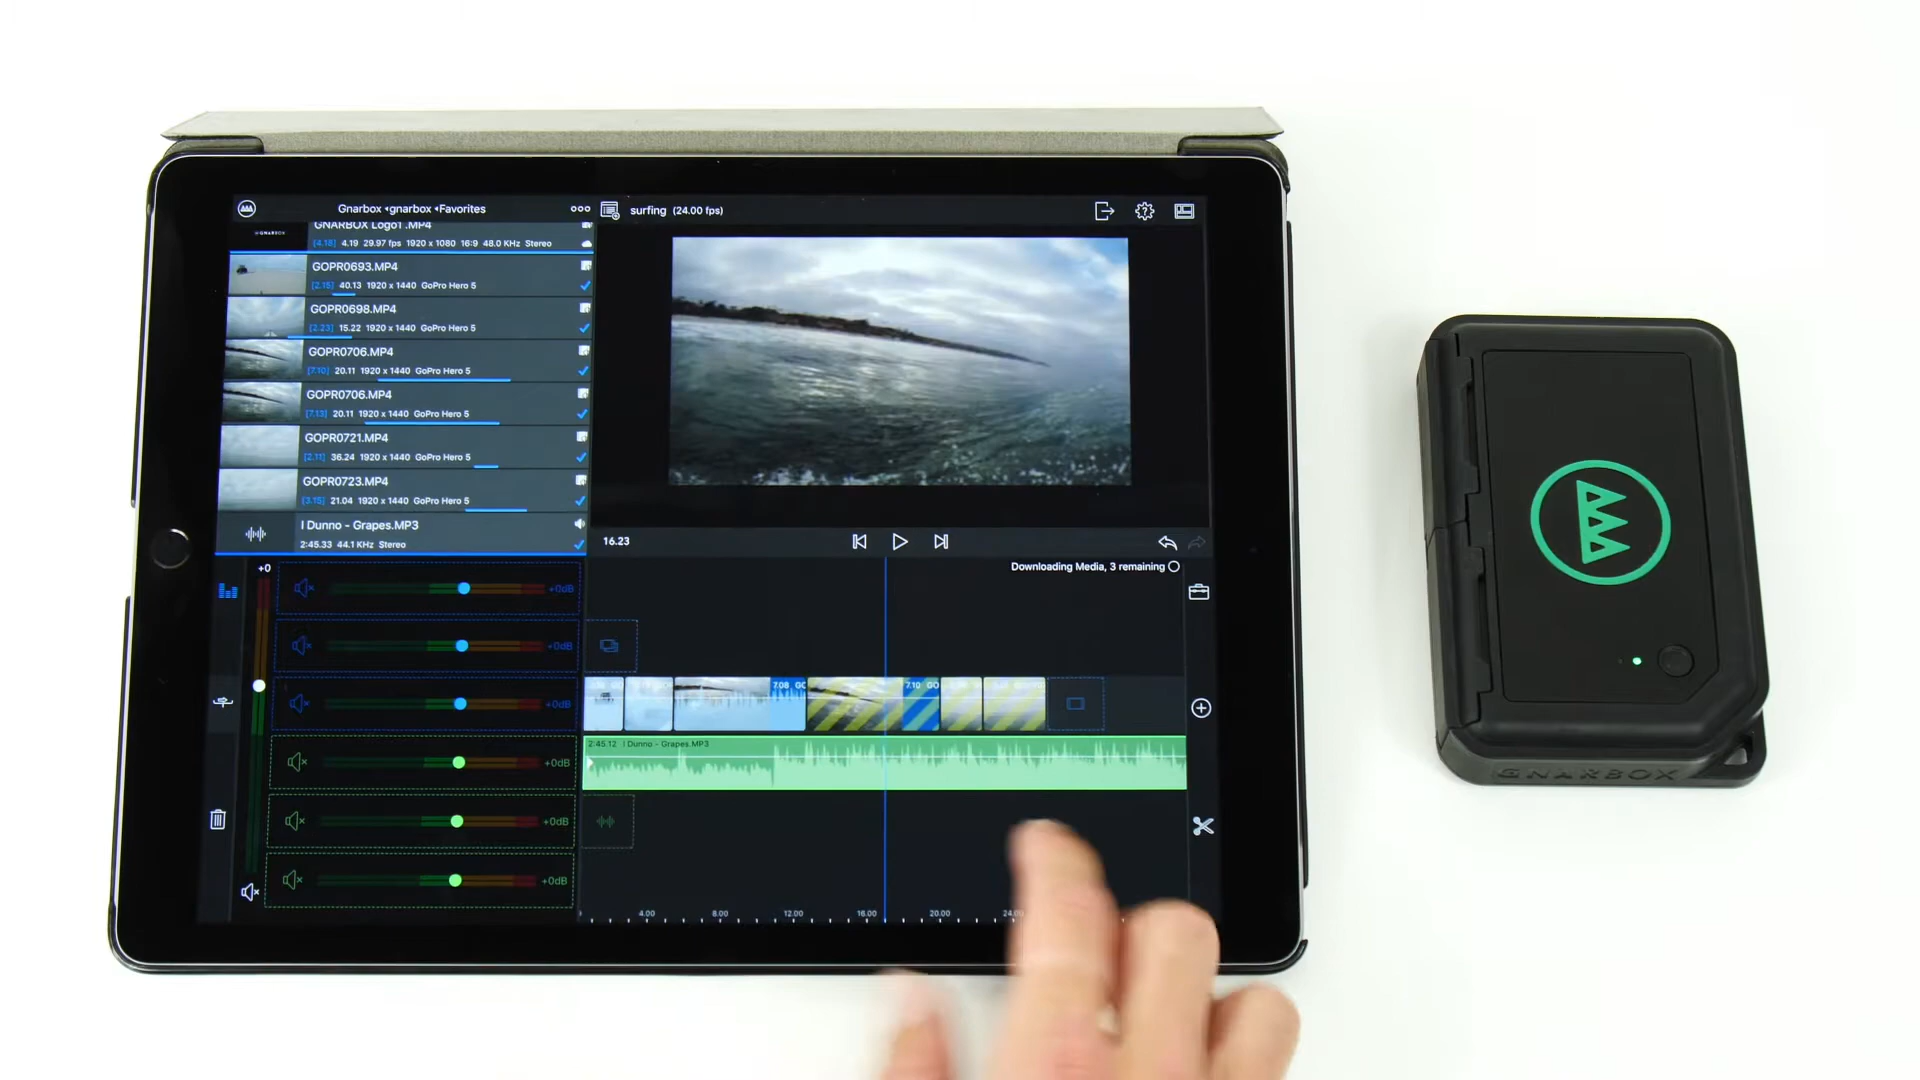 Gnarbox ◂gnarbox ◂Favorites
surfing (24.00 fps)
GNARBOX Logo1 .MP4
[4.18] 4.19 29.97 fps 1920 x 1080 16:9 48.0 KHz Stereo
GNARBOX
GOPR0693.MP4
[2.15] 40.13 1920 x 1440 GoPro Hero 5
GOPR0698.MP4
[2.23] 15.22 1920 x 1440 GoPro Hero 5
GOPR0706.MP4
[7.10] 20.11 1920 x 1440 GoPro Hero 5
GOPR0706.MP4
[7.13] 20.11 1920 x 1440 GoPro Hero 5
GOPR0721.MP4
[2.11] 36.24 1920 x 1440 GoPro Hero 5
GOPR0723.MP4
[3.15] 21.04 1920 x 1440 GoPro Hero 5
I Dunno - Grapes.MP3
2:45.33 44.1 KHz Stereo
16.23
Downloading Media, 3 remaining
+0
+0dB
+0dB
+0dB
+0dB
+0dB
+0dB
7.08 GO
7.10 GO
2:45.12 I Dunno - Grapes.MP3
4.00 8.00 12.00 16.00 20.00 24.00
GNARBOX